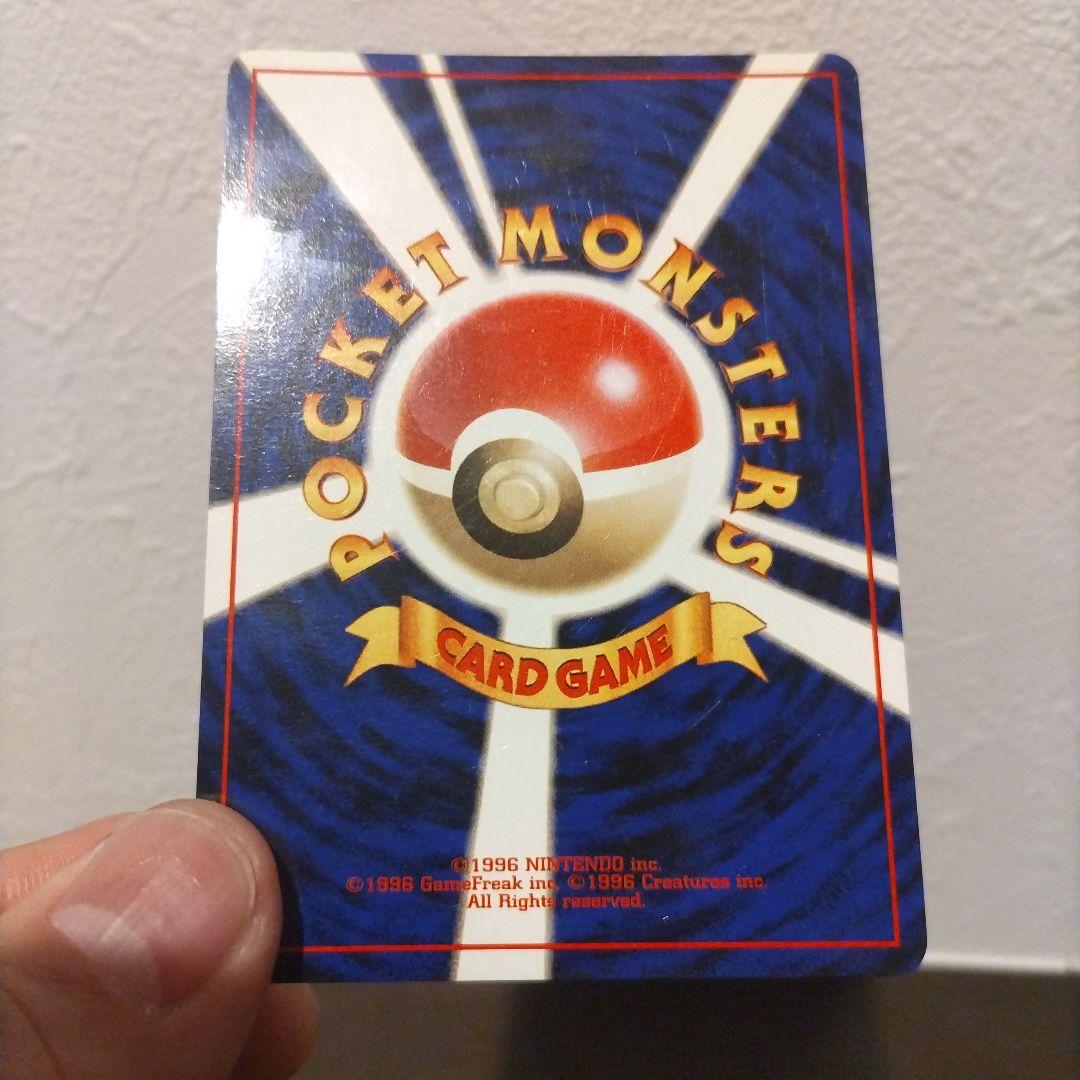 POCKET MONSTERS
CARD GAME
©1996 NINTENDO inc.
©1996 GameFreak inc. ©1996 Creatures inc.
All Rights reserved.